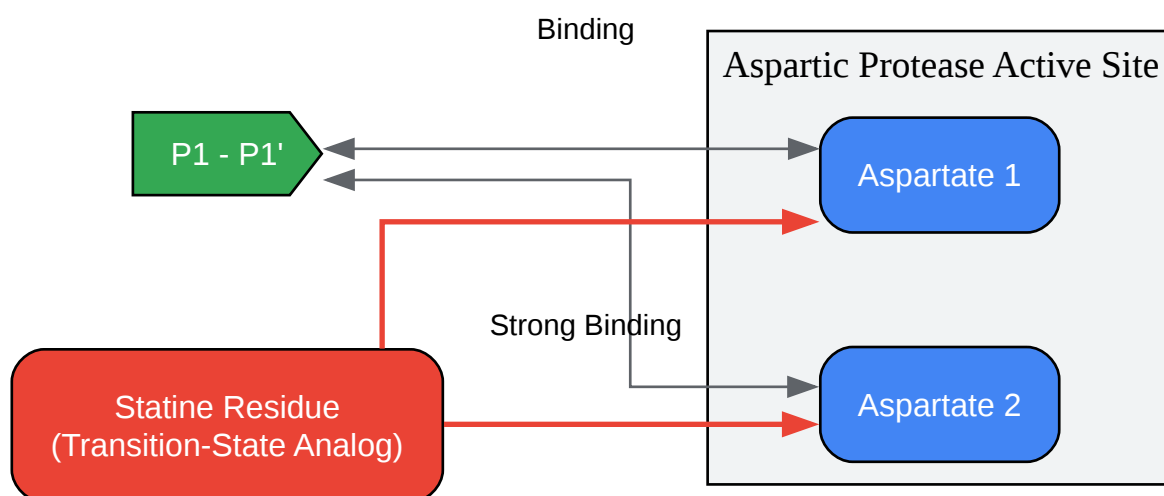 Binding
Aspartic Protease Active Site
P1 - P1'
Aspartate 1
Strong Binding
Statine Residue
(Transition-State Analog)
Aspartate 2